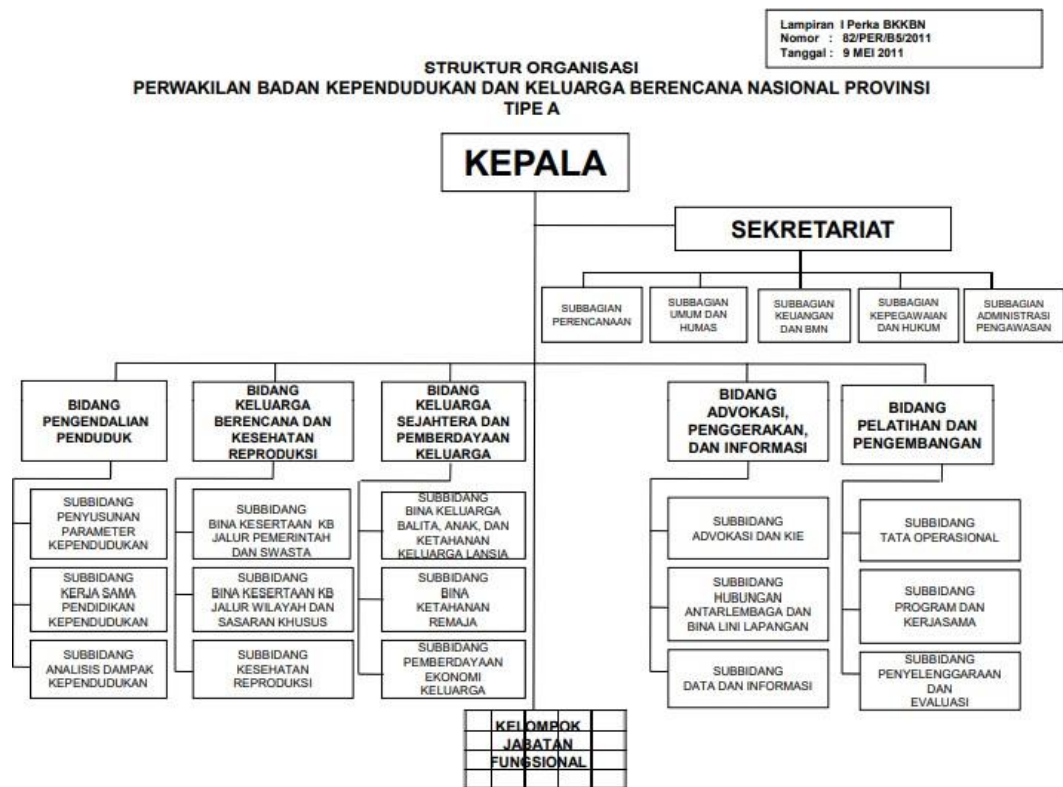 Lampiran I Perka BKKBN
Nomor : 82/PER/B5/2011
Tanggal : 9 MEI 2011
STRUKTUR ORGANISASI
PERWAKILAN BADAN KEPENDUDUKAN DAN KELUARGA BERENCANA NASIONAL PROVINSI
TIPE A
KEPALA
SEKRETARIAT
SUBBAGIAN
PERENCANAAN
SUBBAGIAN
UMUM DAN
HUMAS
SUBBAGIAN
KEUANGAN
DAN BMN
SUBBAGIAN
KEPEGAWAIAN
DAN HUKUM
SUBBAGIAN
ADMINISTRASI
PENGAWASAN
BIDANG
PENGENDALIAN
PENDUDUK
BIDANG
KELUARGA
BERENCANA DAN
KESEHATAN
REPRODUKSI
BIDANG
KELUARGA
SEJAHTERA DAN
PEMBERDAYAAN
KELUARGA
BIDANG
ADVOKASI,
PENGGERAKAN,
DAN INFORMASI
BIDANG
PELATIHAN DAN
PENGEMBANGAN
SUBBIDANG
PENYUSUNAN
PARAMETER
KEPENDUDUKAN
SUBBIDANG
BINA KESERTAAN KB
JALUR PEMERINTAH
DAN SWASTA
SUBBIDANG
BINA KELUARGA
BALITA, ANAK, DAN
KETAHANAN
KELUARGA LANSIA
SUBBIDANG
ADVOKASI DAN KIE
SUBBIDANG
TATA OPERASIONAL
SUBBIDANG
KERJA SAMA
PENDIDIKAN
KEPENDUDUKAN
SUBBIDANG
BINA KESERTAAN KB
JALUR WILAYAH DAN
SASARAN KHUSUS
SUBBIDANG
BINA
KETAHANAN
REMAJA
SUBBIDANG
HUBUNGAN
ANTARLEMBAGA DAN
BINA LINI LAPANGAN
SUBBIDANG
PROGRAM DAN
KERJASAMA
SUBBIDANG
ANALISIS DAMPAK
KEPENDUDUKAN
SUBBIDANG
KESEHATAN
REPRODUKSI
SUBBIDANG
PEMBERDAYAAN
EKONOMI
KELUARGA
SUBBIDANG
DATA DAN INFORMASI
SUBBIDANG
PENYELENGGARAAN
DAN
EVALUASI
KELOMPOK
JABATAN
FUNGSIONAL